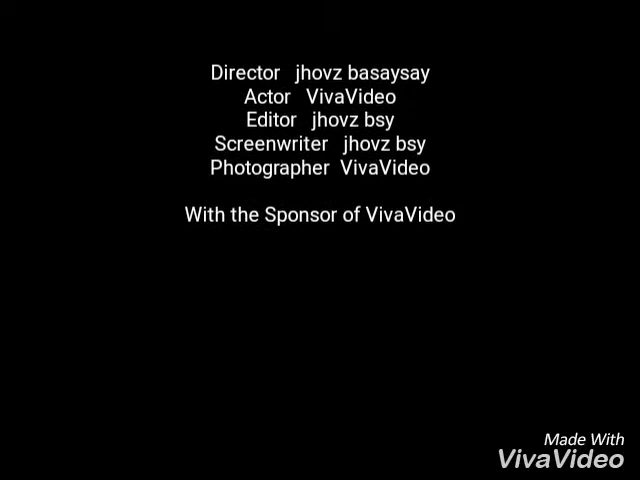 Director jhovz basaysay
Actor VivaVideo
Editor jhovz bsy
Screenwriter jhovz bsy
Photographer VivaVideo
With the Sponsor of VivaVideo
Made With
VivaVideo